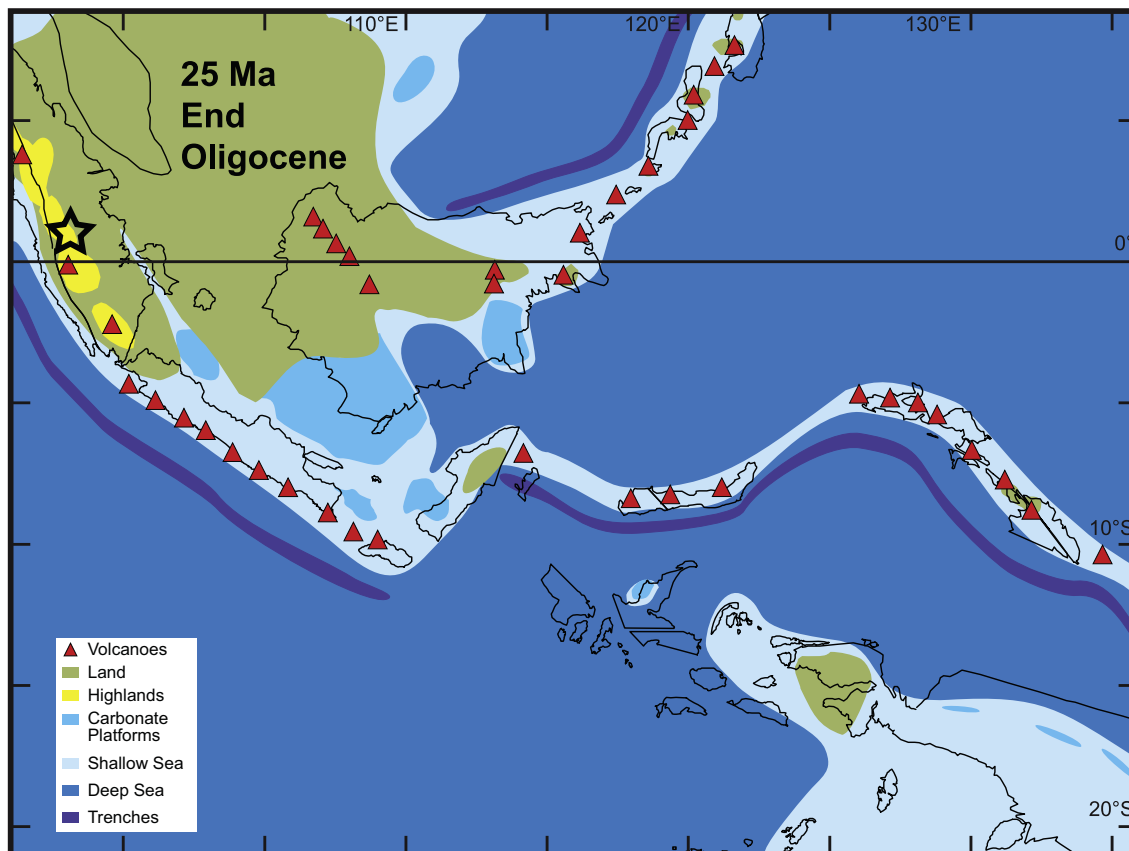 110°E
120°E
130°E
25 Ma
End
Oligocene
0°
10°S
20°S
Volcanoes
Land
Highlands
Carbonate
Platforms
Shallow Sea
Deep Sea
Trenches